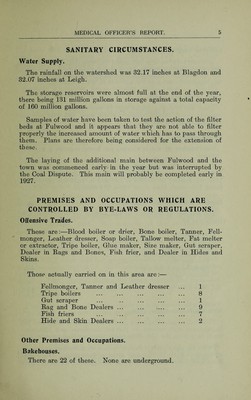 MEDICAL OFFICER'S REPORT. 5
SANITARY CIRCUMSTANCES.
Water Supply.
The rainfall on the watershed was 32.17 inches at Blagdon and
32.07 inches at Leigh.
The storage reservoirs were almost full at the end of the year,
there being 131 million gallons in storage against a total capacity
of 160 million gallons.
Samples of water have been taken to test the action of the filter
beds at Fulwood and it appears that they are not able to filter
properly the increased amount of water which has to pass through
them. Plans are therefore being considered for the extension of
these.
The laying of the additional main between Fulwood and the
town was commenced early in the year but was interrupted by
the Coal Dispute. This main will probably be completed early in
1927.
PREMISES AND OCCUPATIONS WHICH ARE
CONTROLLED BY BYE-LAWS OR REGULATIONS.
Offensive Trades.
These are:—Blood boiler or drier, Bone boiler, Tanner, Fell-
monger, Leather dresser, Soap boiler, Tallow melter, Fat melter
or extractor, Tripe boiler, Glue maker, Size maker, Gut scraper,
Dealer in Rags and Bones, Fish frier, and Dealer in Hides and
Skins.
Those actually carried on in this area are:—
Fellmonger, Tanner and Leather dresser ... 1
Tripe boilers ... ... ... ... ... 8
Gut scraper ... ... ... ... ... 1
Rag and Bone Dealers ... ... ... ... 9
Fish friers ... ... ... ... ... 7
Hide and Skin Dealers ... ... ... ... 2
Other Premises and Occupations.
Bakehouses.
There are 22 of these. None are underground.